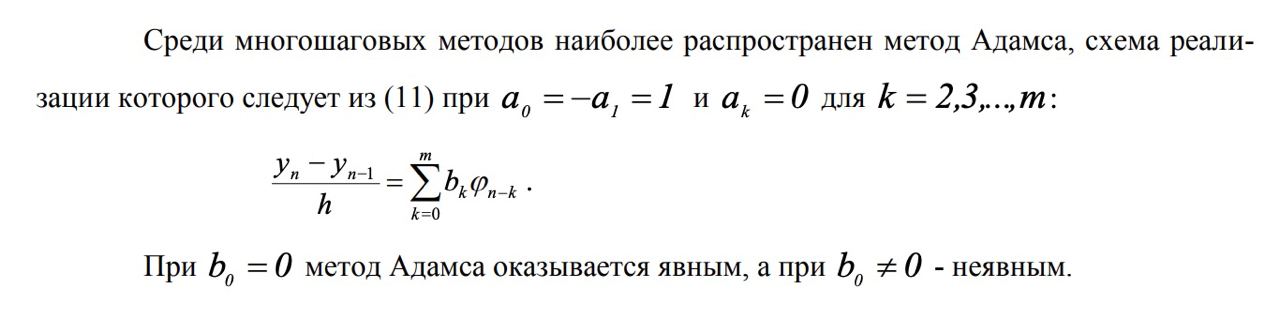 Среди многошаговых методов наиболее распространен метод Адамса, схема реали-
зации которого следует из (11) при a₀ = −a₁ = 1 и aₖ = 0 для k = 2,3,...,m:
(yₙ − yₙ₋₁)/h = ∑ₖ₌₀ᵐ bₖφₙ₋ₖ .
При b₀ = 0 метод Адамса оказывается явным, а при b₀ ≠ 0 - неявным.